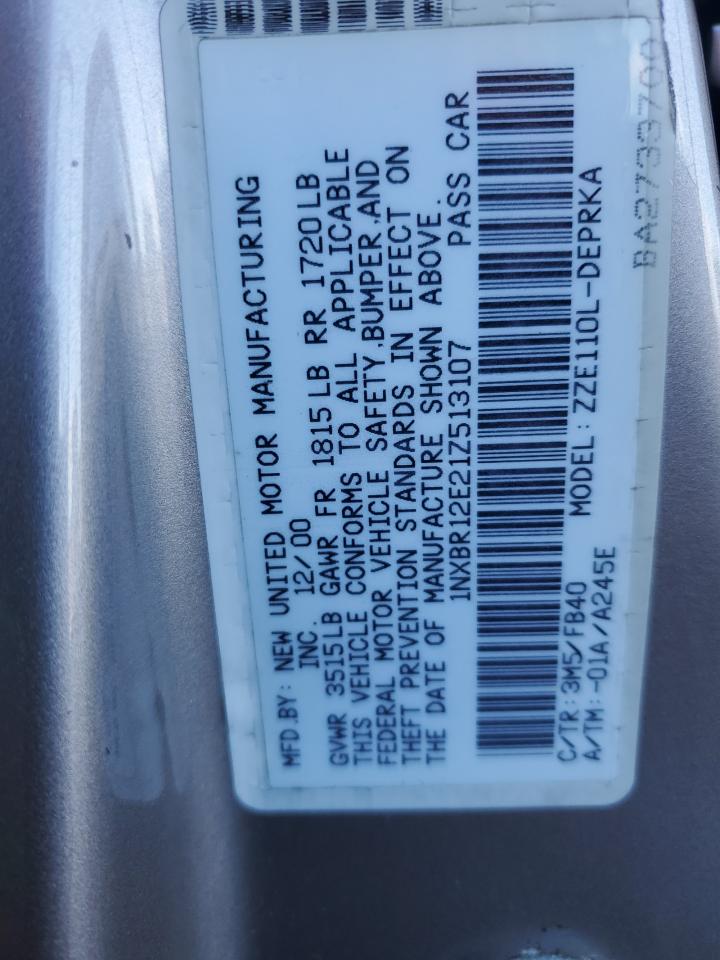 MFD.BY: NEW UNITED MOTOR MANUFACTURING
INC. 12/00
GVWR 3515LB GAWR FR 1815LB RR 1720LB
THIS VEHICLE CONFORMS TO ALL APPLICABLE
FEDERAL MOTOR VEHICLE SAFETY,BUMPER,AND
THEFT PREVENTION STANDARDS IN EFFECT ON
THE DATE OF MANUFACTURE SHOWN ABOVE.
1NXBR12E21Z513107 PASS CAR
C/TR:3M5/FB40 MODEL:ZZE110L-DEPRKA
A/TM:-01A/A245E